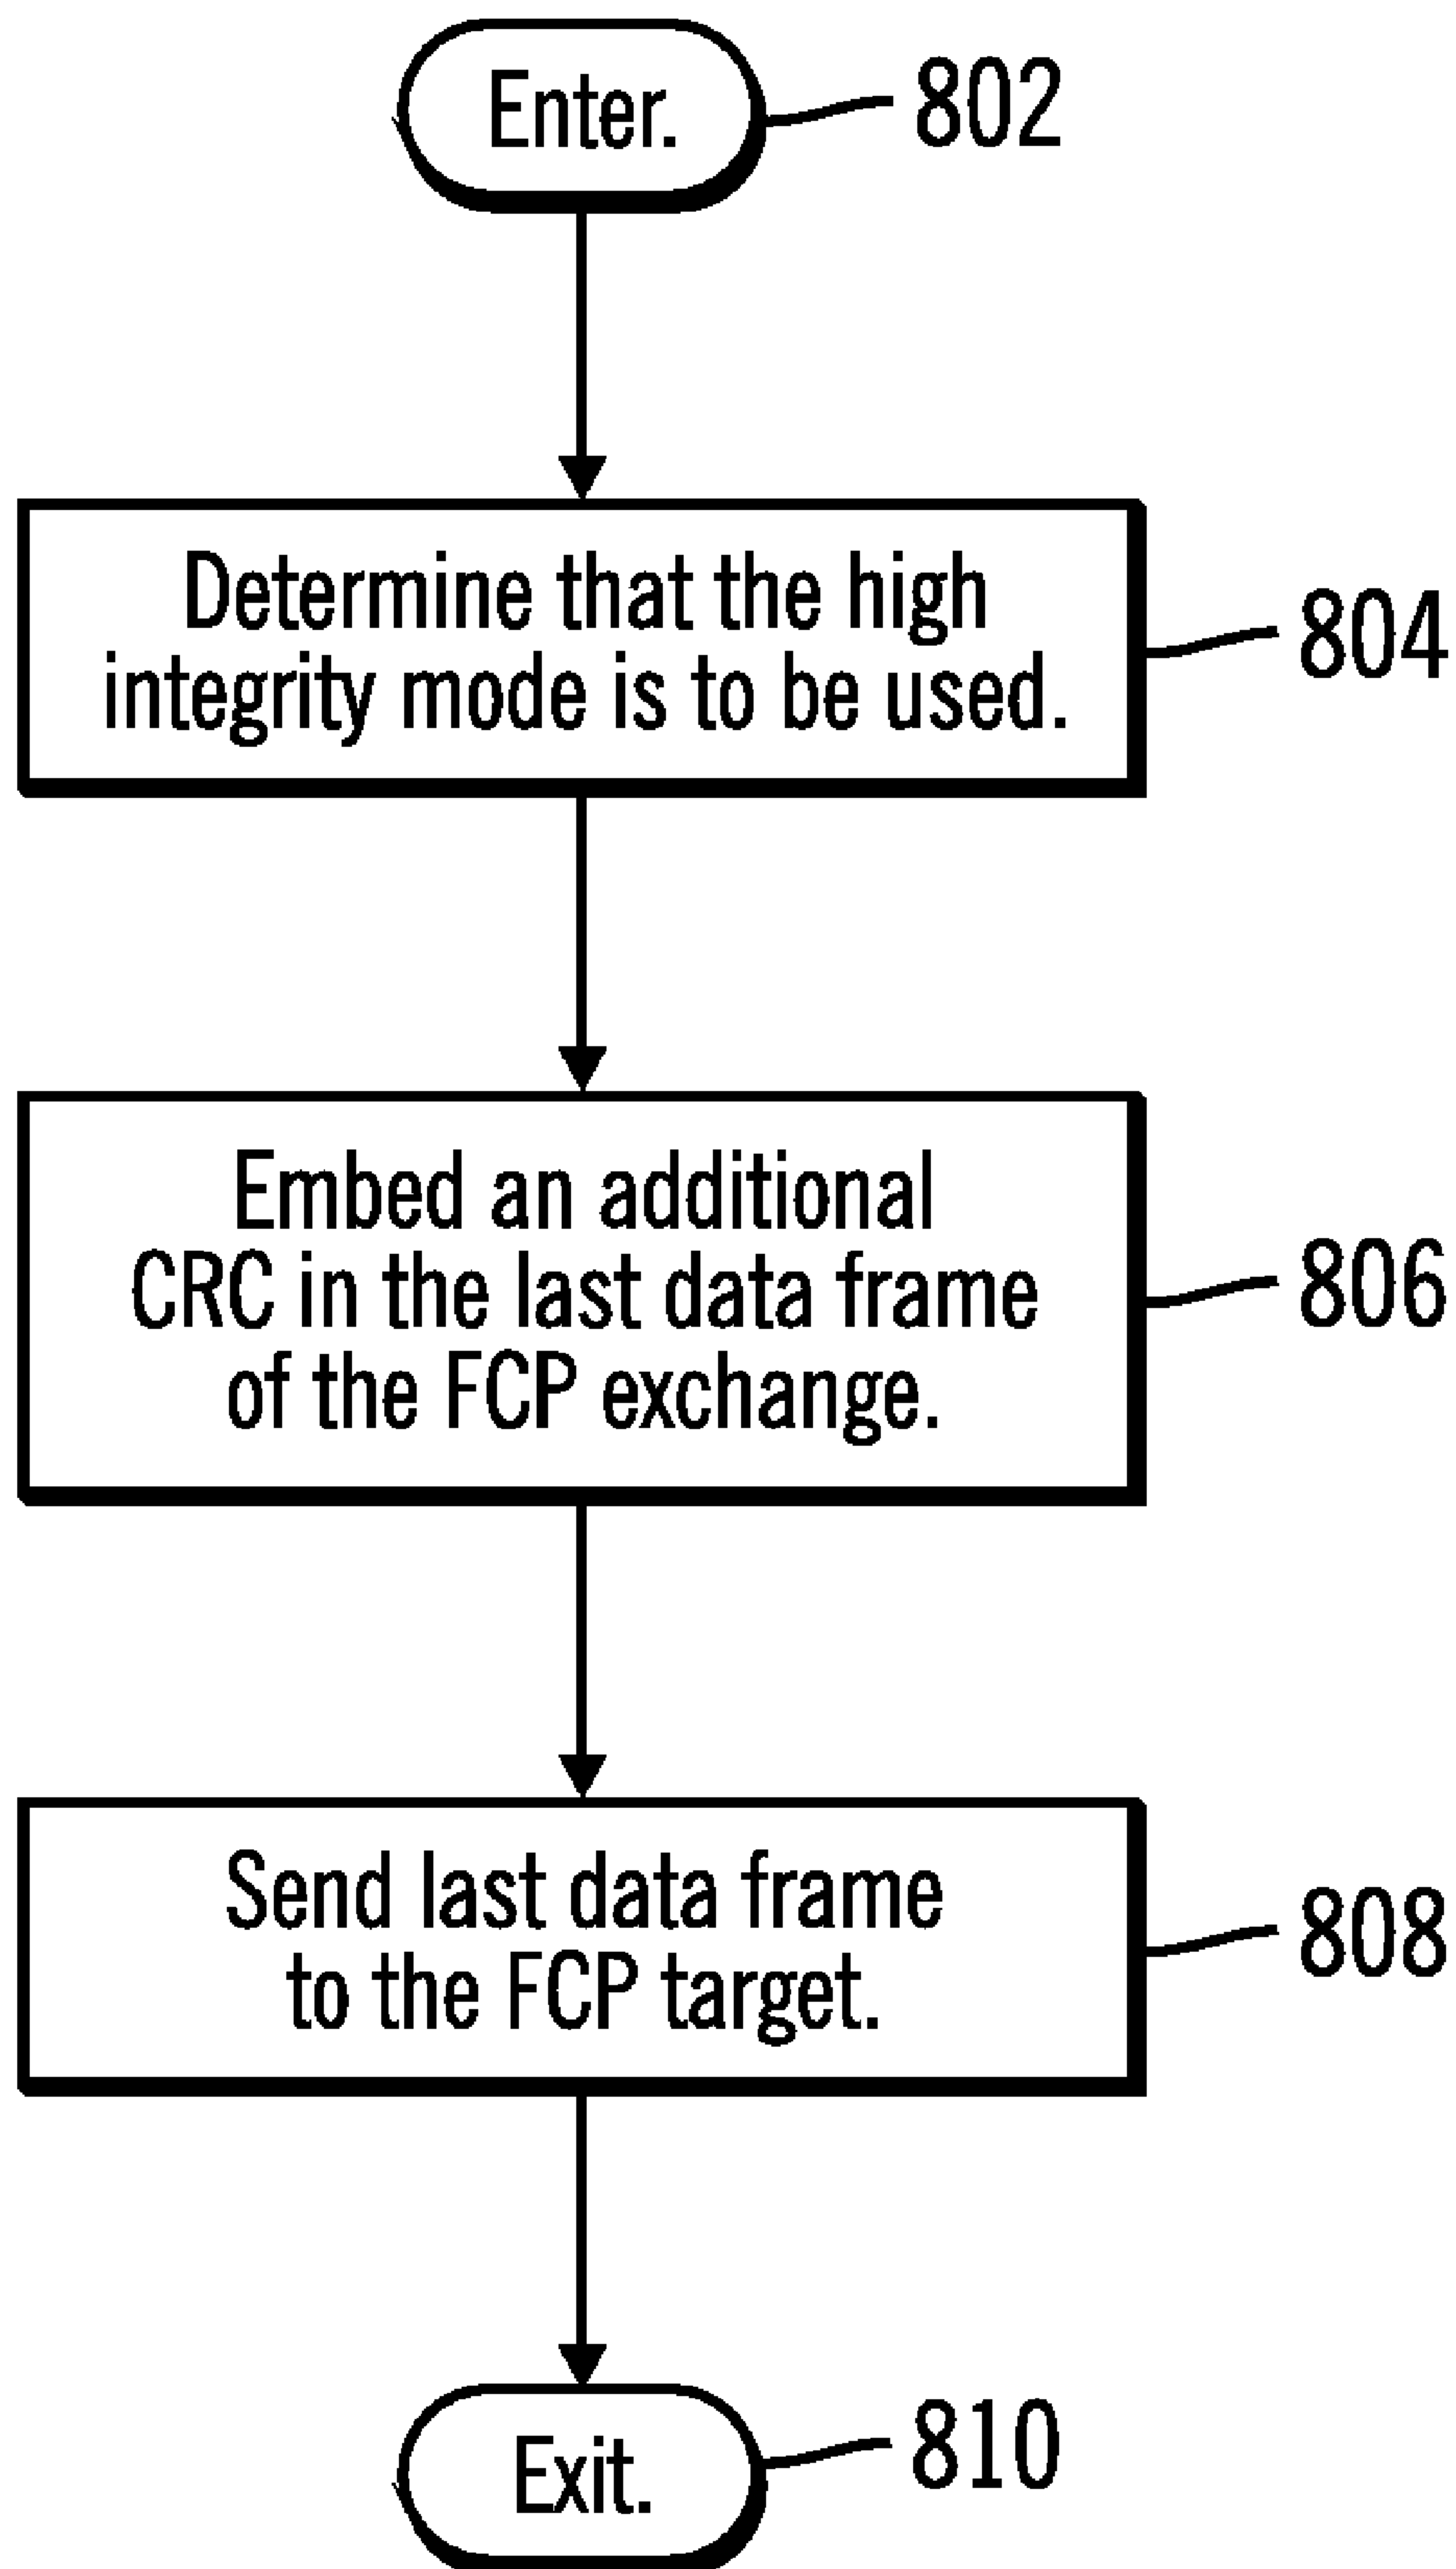 Enter.
802
Determine that the high
integrity mode is to be used.
804
Embed an additional
CRC in the last data frame
of the FCP exchange.
806
Send last data frame
to the FCP target.
808
Exit.
810